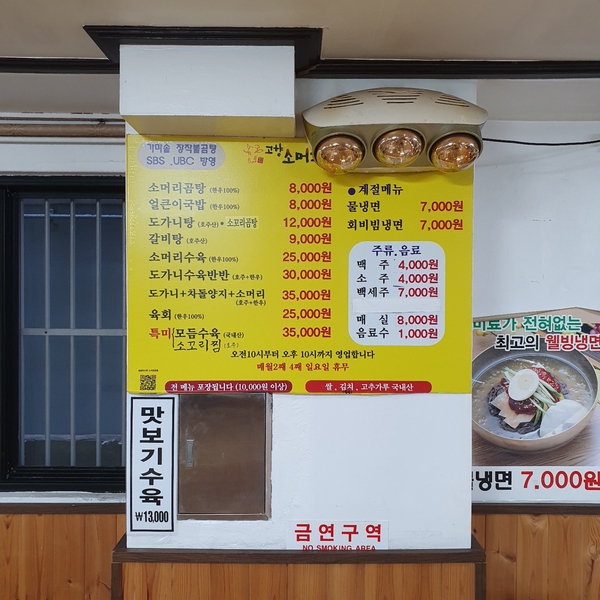 가마솥 장작불곰탕
SBS .UBC 방영
고향 소머
소머리곰탕 (한우100%) 8,000원
얼큰이국밥 (한우100%) 8,000원
도가니탕 (호주산) * 소꼬리곰탕 12,000원
갈비탕 (호주산) 9,000원
소머리수육 (한우100%) 25,000원
도가니수육반반 (호주+한우) 30,000원
도가니+차돌양지+소머리 35,000원
(호주+한우)
육회 (한우100%) 25,000원
특미 모듬수육 (국내산) 35,000원
소꼬리찜 (호주)
● 계절메뉴
물냉면 7,000원
회비빔냉면 7,000원
주류,음료
맥 주 4,000원
소 주 4,000원
백세주 7,000원
매 실 8,000원
음료수 1,000원
오전10시부터 오후 10시까지 영업합니다
매월2째 4째 일요일 휴무
전 메뉴 포장됩니다 (10,000원 이상)
쌀 , 김치 , 고추가루 국내산
맛보기수육
₩13,000
금연구역
NO SMOKING AREA
미료가 전혀없는
최고의 웰빙냉면
냉면 7.000원